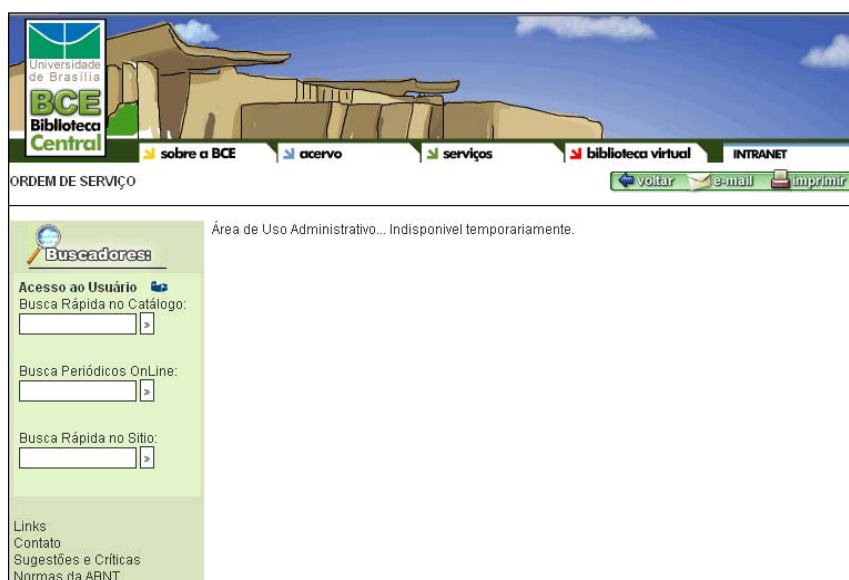 Universidade
de Brasília
BCE
Biblioteca
Central
sobre a BCE
acervo
serviços
biblioteca virtual
INTRANET
ORDEM DE SERVIÇO
voltar
e-mail
imprimir
Buscadores:
Área de Uso Administrativo... Indisponivel temporariamente.
Acesso ao Usuário
Busca Rápida no Catálogo:
»
Busca Periódicos OnLine:
»
Busca Rápida no Sitio:
»
Links
Contato
Sugestões e Críticas
Normas da ABNT